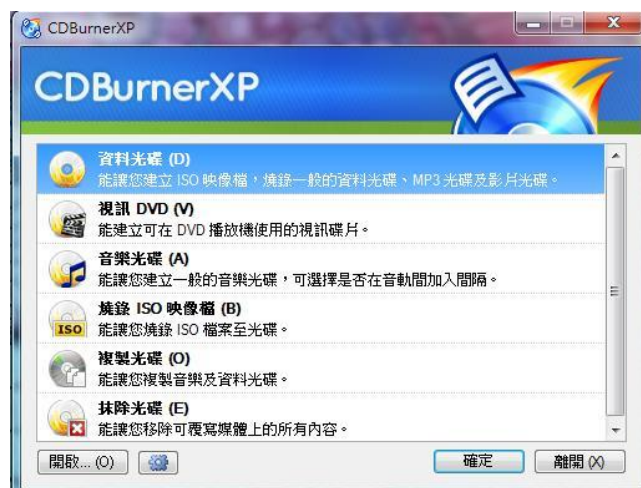 CDBurnerXP
CDBurnerXP
資料光碟 (D)
能讓您建立 ISO 映像檔，燒錄一般的資料光碟、MP3 光碟及影片光碟。
視訊 DVD (V)
能建立可在 DVD 播放機使用的視訊碟片。
音樂光碟 (A)
能讓您建立一般的音樂光碟，可選擇是否在音軌間加入間隔。
燒錄 ISO 映像檔 (B)
ISO
能讓您燒錄 ISO 檔案至光碟。
複製光碟 (O)
能讓您複製音樂及資料光碟。
抹除光碟 (E)
能讓您移除可覆寫媒體上的所有內容。
開啟... (O)
確定
離開 (X)